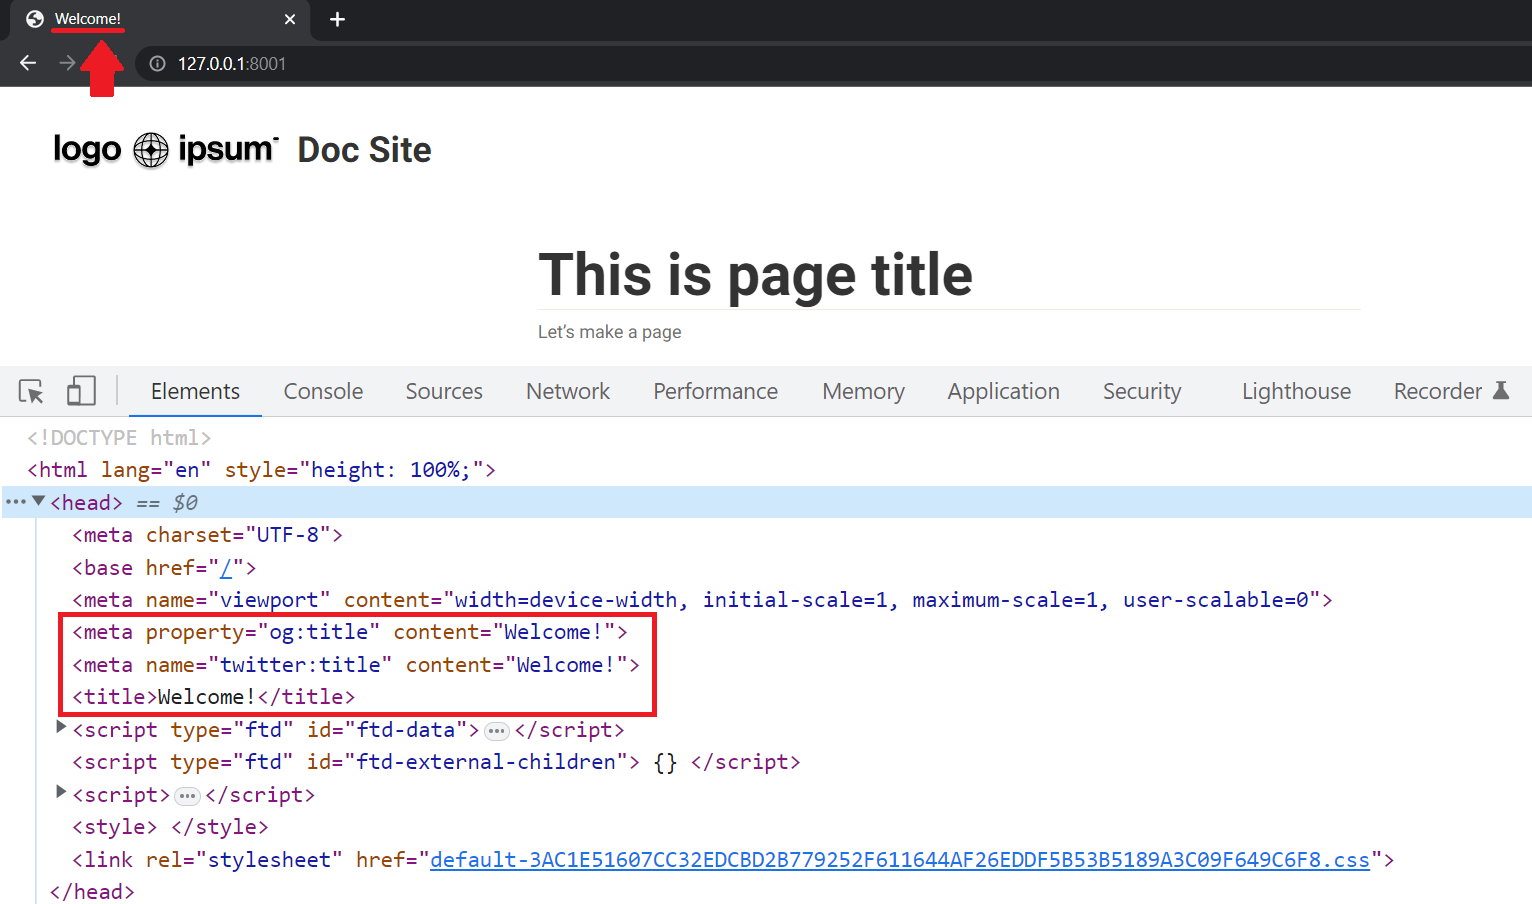 Welcome!
127.0.0.1:8001
logo ipsum Doc Site
This is page title
Let's make a page
Elements Console Sources Network Performance Memory Application Security Lighthouse Recorder
<!DOCTYPE html>
<html lang="en" style="height: 100%;">
<head> == $0
<meta charset="UTF-8">
<base href="/">
<meta name="viewport" content="width=device-width, initial-scale=1, maximum-scale=1, user-scalable=0">
<meta property="og:title" content="Welcome!">
<meta name="twitter:title" content="Welcome!">
<title>Welcome!</title>
<script type="ftd" id="ftd-data"> ••• </script>
<script type="ftd" id="ftd-external-children"> {} </script>
<script> ••• </script>
<style> </style>
<link rel="stylesheet" href="default-3AC1E51607CC32EDCBD2B779252F611644AF26EDDF5B53B5189A3C09F649C6F8.css">
</head>